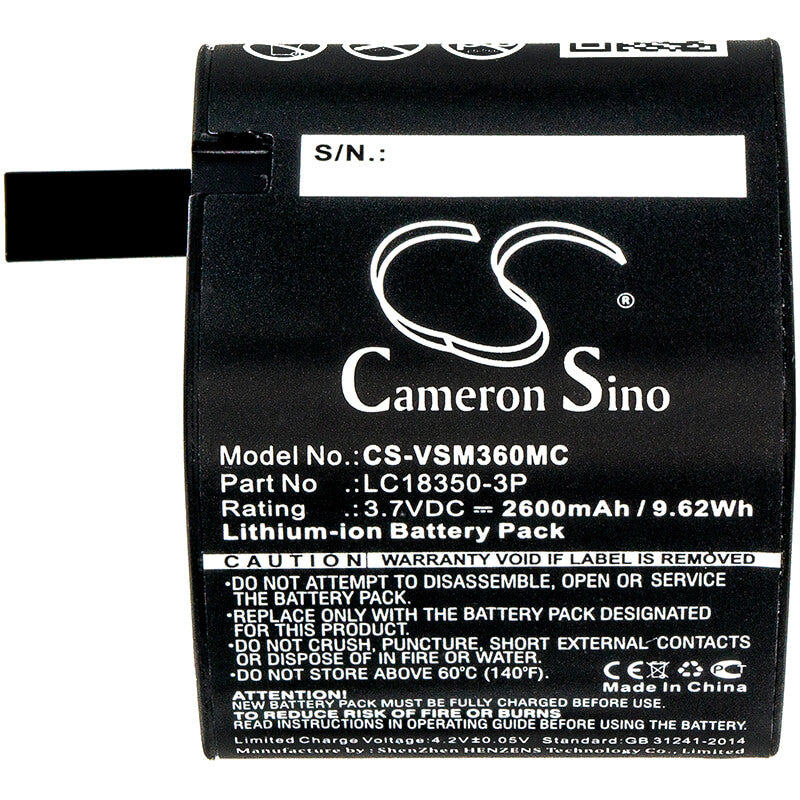 S/N.:
CS
®
Cameron Sino
Model No.:CS-VSM360MC
Part No .:LC18350-3P
Rating .:3.7VDC ⎓ 2600mAh / 9.62Wh
Lithium-ion Battery Pack
CAUTION WARRANTY VOID IF LABEL IS REMOVED
•DO NOT ATTEMPT TO DISASSEMBLE, OPEN OR SERVICE
THE BATTERY PACK.
•REPLACE ONLY WITH THE BATTERY PACK DESIGNATED
FOR THIS PRODUCT.
•DO NOT CRUSH, PUNCTURE, SHORT EXTERNAL CONTACTS
OR DISPOSE OF IN FIRE OR WATER.
•DO NOT STORE ABOVE 60°C (140°F).
CE PCT
Made In China
ATTENTION!
NEW BATTERY PACK MUST BE FULLY CHARGED BEFORE USE
RISK OF FIRE OR BURNS
READ INSTRUCTIONS IN OPERATING GUIDE BEFORE USING BATTERY.
Limited Charge Voltage:4.2V±0.05V Standard:GB 31241-2014
Manufacturer by : ShenZhen HENZENS Technology Co.,Limited